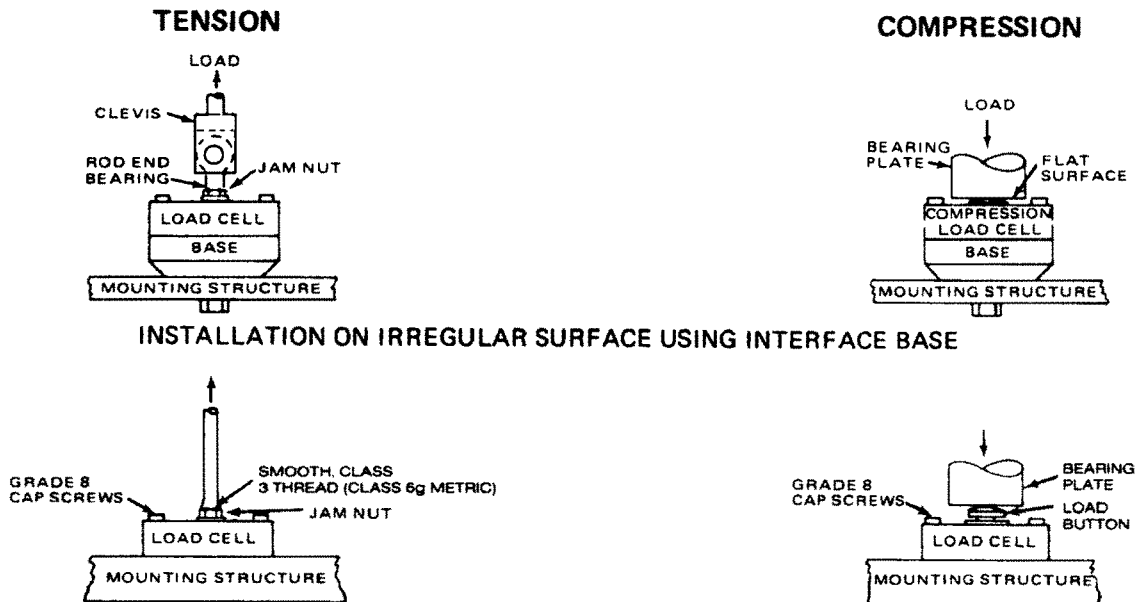 TENSION
LOAD
CLEVIS
ROD END
BEARING
JAM NUT
LOAD CELL
BASE
MOUNTING STRUCTURE
COMPRESSION
LOAD
BEARING
PLATE
FLAT
SURFACE
COMPRESSION
LOAD CELL
BASE
MOUNTING STRUCTURE
INSTALLATION ON IRREGULAR SURFACE USING INTERFACE BASE
GRADE 8
CAP SCREWS
SMOOTH, CLASS
3 THREAD (CLASS 6g METRIC)
JAM NUT
LOAD CELL
MOUNTING STRUCTURE
GRADE 8
CAP SCREWS
BEARING
PLATE
LOAD
BUTTON
LOAD CELL
MOUNTING STRUCTURE